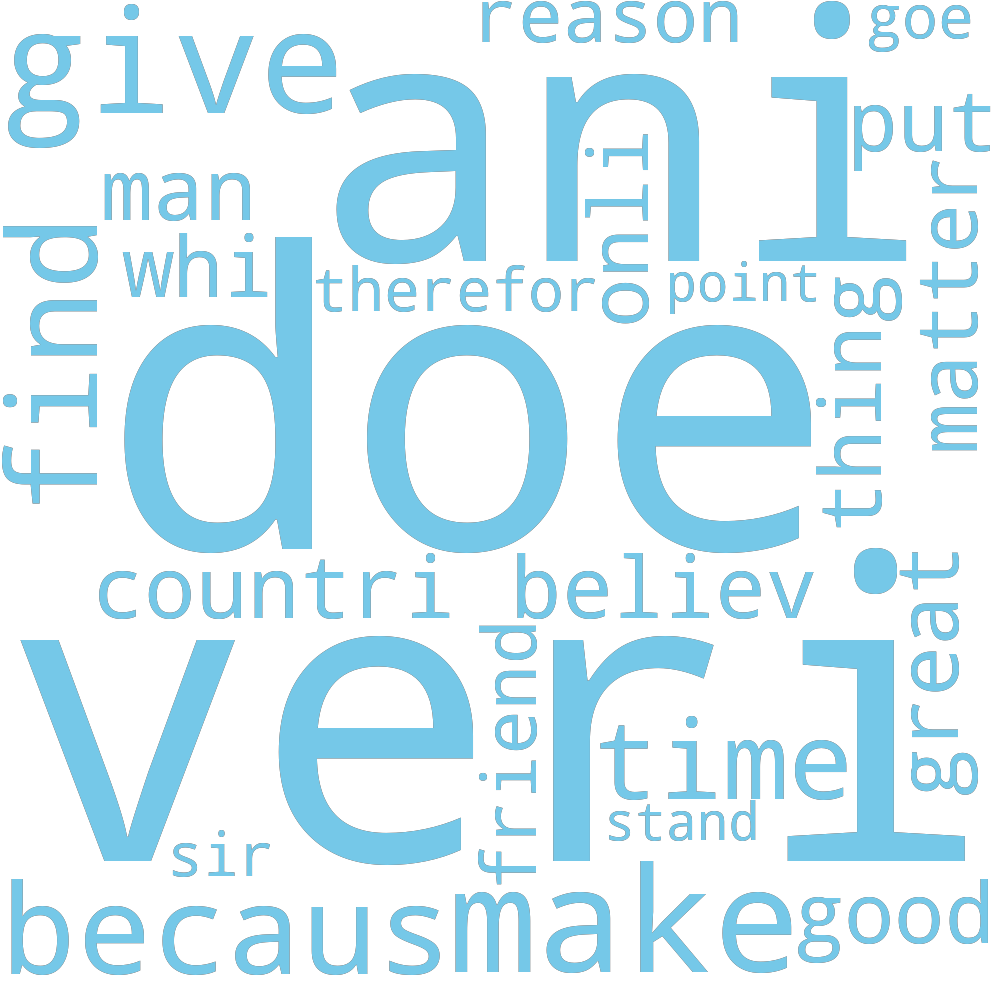 reason
goe
give
ani
put
man
onli
matter
find
whi
therefor
point
thing
doe
countri
believ
great
veri
friend
time
stand
sir
becaus
make
good